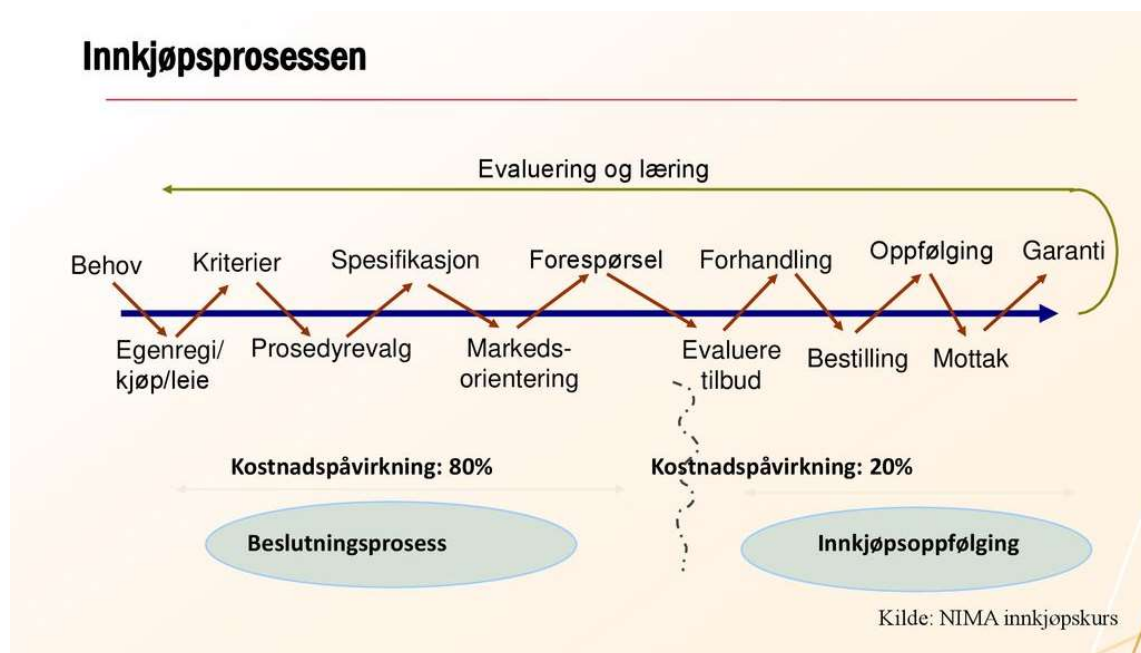 Innkjøpsprosessen
Evaluering og læring
Behov
Kriterier
Spesifikasjon
Forespørsel
Forhandling
Oppfølging
Garanti
Egenregi/
kjøp/leie
Prosedyrevalg
Markeds-
orientering
Evaluere
tilbud
Bestilling
Mottak
Kostnadspåvirkning: 80%
Kostnadspåvirkning: 20%
Beslutningsprosess
Innkjøpsoppfølging
Kilde: NIMA innkjøpskurs